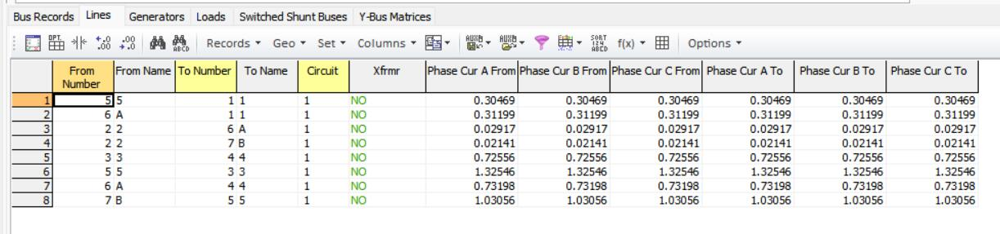 Bus Records Lines Generators Loads Switched Shunt Buses Y-Bus Matrices
OPT. .00 .00 ABCD Records Geo Set Columns AUXB AUXB SORT 124 ABCD f(x) Options
From Number From Name To Number To Name Circuit Xfrmr Phase Cur A From Phase Cur B From Phase Cur C From Phase Cur A To Phase Cur B To Phase Cur C To
1 5 5 1 1 1 NO 0.30469 0.30469 0.30469 0.30469 0.30469 0.30469
2 6 A 1 1 1 NO 0.31199 0.31199 0.31199 0.31199 0.31199 0.31199
3 2 2 6 A 1 NO 0.02917 0.02917 0.02917 0.02917 0.02917 0.02917
4 2 2 7 B 1 NO 0.02141 0.02141 0.02141 0.02141 0.02141 0.02141
5 3 3 4 4 1 NO 0.72556 0.72556 0.72556 0.72556 0.72556 0.72556
6 5 5 3 3 1 NO 1.32546 1.32546 1.32546 1.32546 1.32546 1.32546
7 6 A 4 4 1 NO 0.73198 0.73198 0.73198 0.73198 0.73198 0.73198
8 7 B 5 5 1 NO 1.03056 1.03056 1.03056 1.03056 1.03056 1.03056